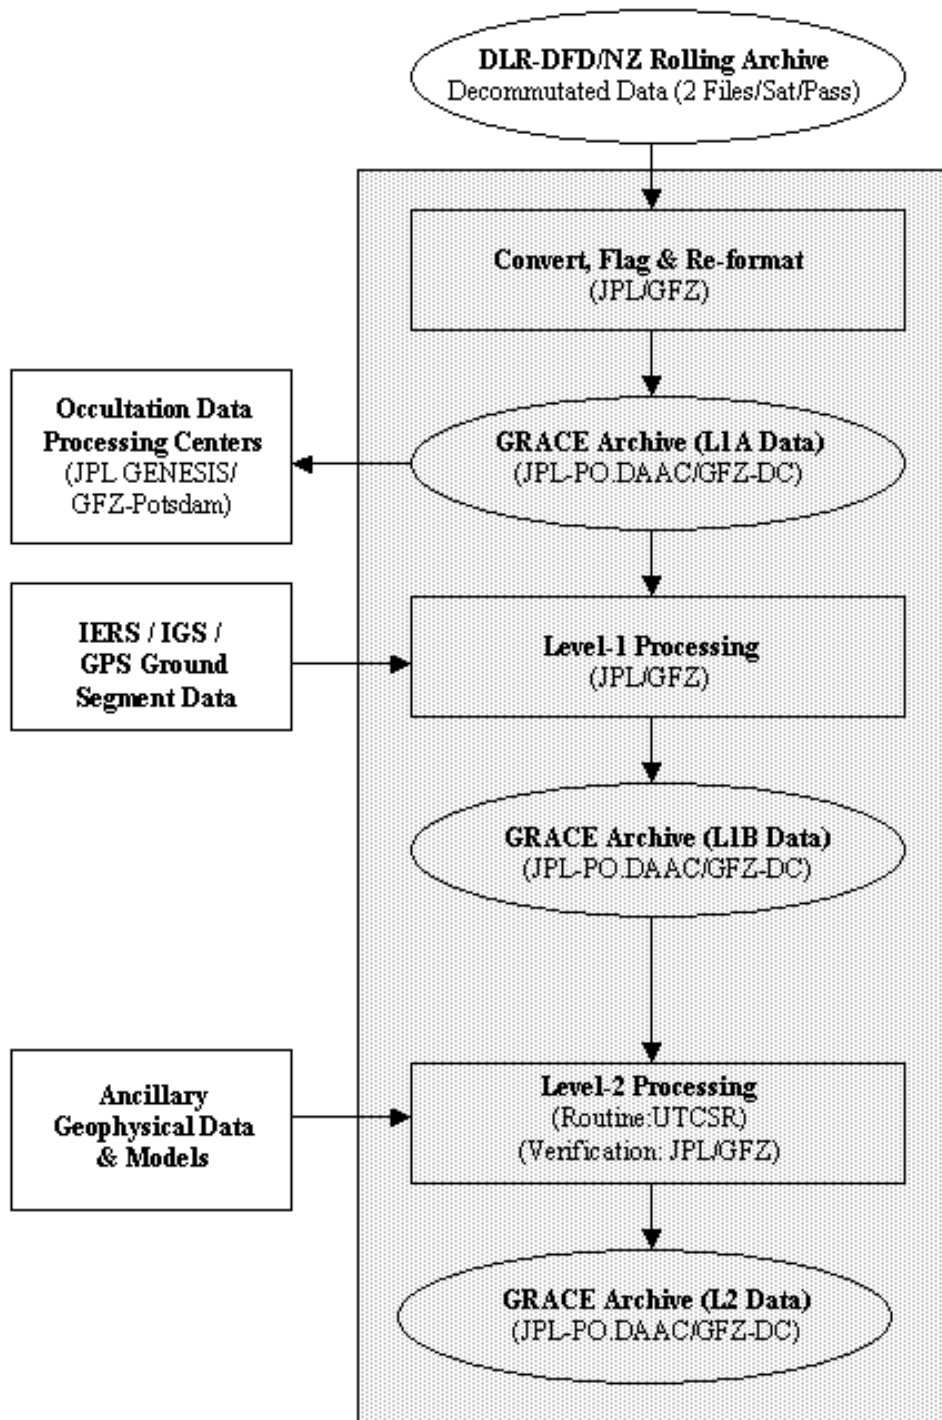 DLR-DFD/NZ Rolling Archive
Decommutated Data (2 Files/Sat/Pass)
Convert, Flag & Re-format
(JPL/GFZ)
Occultation Data
Processing Centers
(JPL GENESIS/
GFZ-Potsdam)
GRACE Archive (L1A Data)
(JPL-PO.DAAC/GFZ-DC)
IERS / IGS /
GPS Ground
Segment Data
Level-1 Processing
(JPL/GFZ)
GRACE Archive (L1B Data)
(JPL-PO.DAAC/GFZ-DC)
Ancillary
Geophysical Data
& Models
Level-2 Processing
(Routine:UTCSR)
(Verification: JPL/GFZ)
GRACE Archive (L2 Data)
(JPL-PO.DAAC/GFZ-DC)